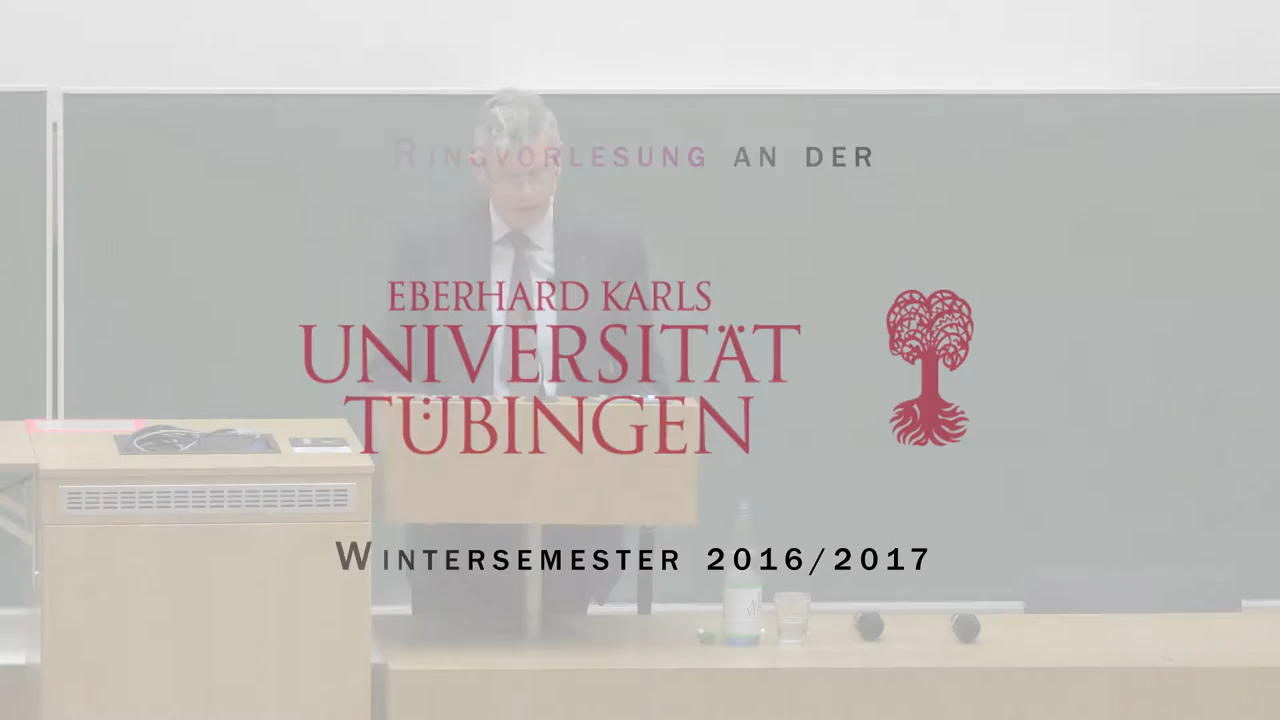 Ringvorlesung an der
EBERHARD KARLS
UNIVERSITÄT
TÜBINGEN
Wintersemester 2016/2017